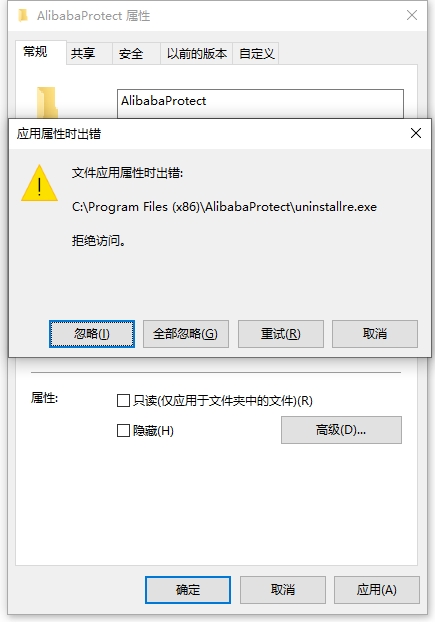 AlibabaProtect 属性
常规 共享 安全 以前的版本 自定义
AlibabaProtect
应用属性时出错
文件应用属性时出错:
C:\Program Files (x86)\AlibabaProtect\uninstallre.exe
拒绝访问。
忽略(I) 全部忽略(G) 重试(R) 取消
属性: 只读(仅应用于文件夹中的文件)(R)
隐藏(H) 高级(D)...
确定 取消 应用(A)